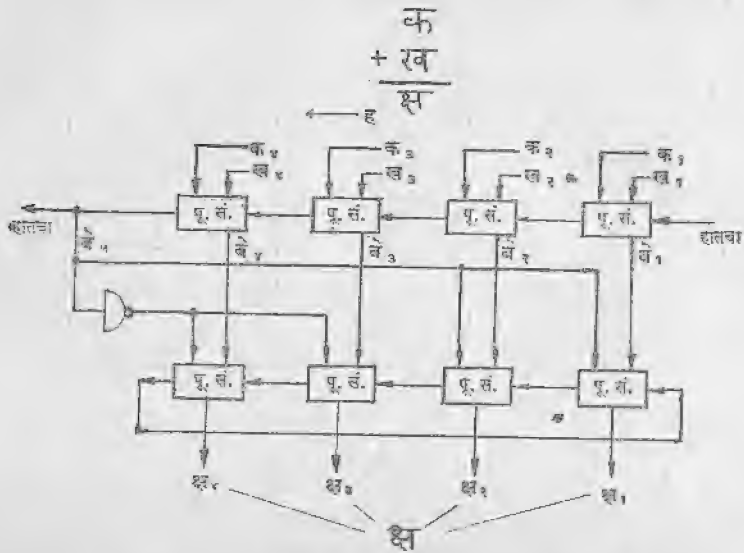 क
+ ख
क्ष
← ह
क४ क३ क२ क१
ख४ ख३ ख२ ख१
पू. सं. पू. सं. पू. सं. पू. सं.
हातचा हातचा
बे५ बे४ बे३ बे२ बे१
पू. सं. पू. सं. पू. सं. पू. सं.
क्ष४ क्ष३ क्ष२ क्ष१
क्ष